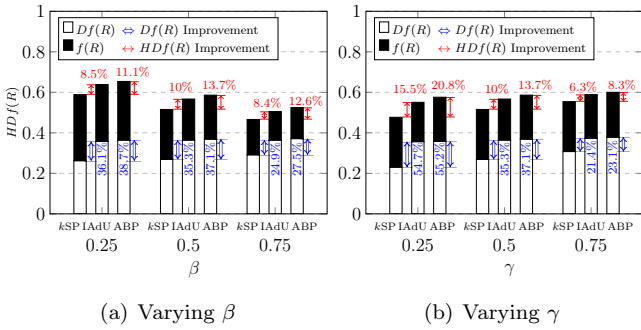 1
0.8
0.6
0.4
0.2
0
HDf(R)
Df(R) ⇔ Df(R) Improvement
f(R) ↔ HDf(R) Improvement
8.5% 11.1% 10% 13.7% 8.4% 12.6%
36.1% 38.7% 35.3% 37.1% 24.9% 27.5%
kSP IAdU ABP kSP IAdU ABP kSP IAdU ABP
0.25 0.5 0.75
β
(a) Varying β
1
0.8
0.6
0.4
0.2
0
Df(R) ⇔ Df(R) Improvement
f(R) ↔ HDf(R) Improvement
15.5% 20.8% 10% 13.7% 6.3% 8.3%
54.7% 55.2% 35.3% 37.1% 21.4% 23.1%
kSP IAdU ABP kSP IAdU ABP kSP IAdU ABP
0.25 0.5 0.75
γ
(b) Varying γ